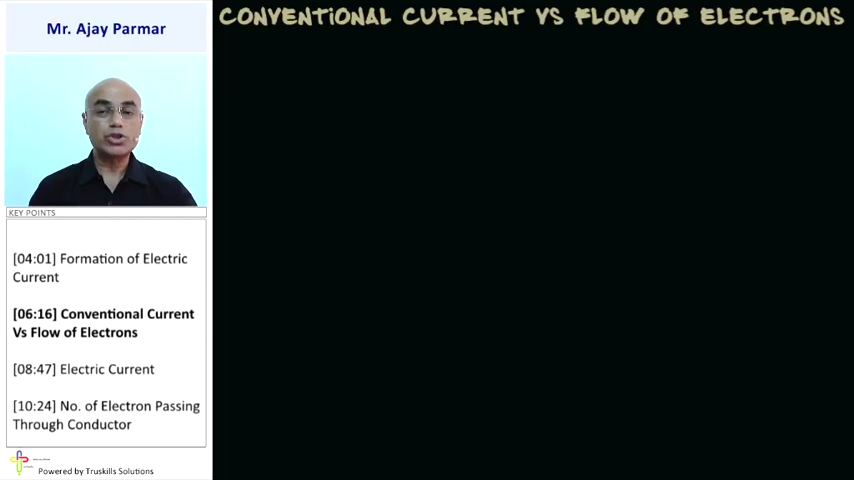 Mr. Ajay Parmar
CONVENTIONAL CURRENT VS FLOW OF ELECTRONS
KEY POINTS
[04:01] Formation of Electric
Current
[06:16] Conventional Current
Vs Flow of Electrons
[08:47] Electric Current
[10:24] No. of Electron Passing
Through Conductor
Powered by Truskills Solutions